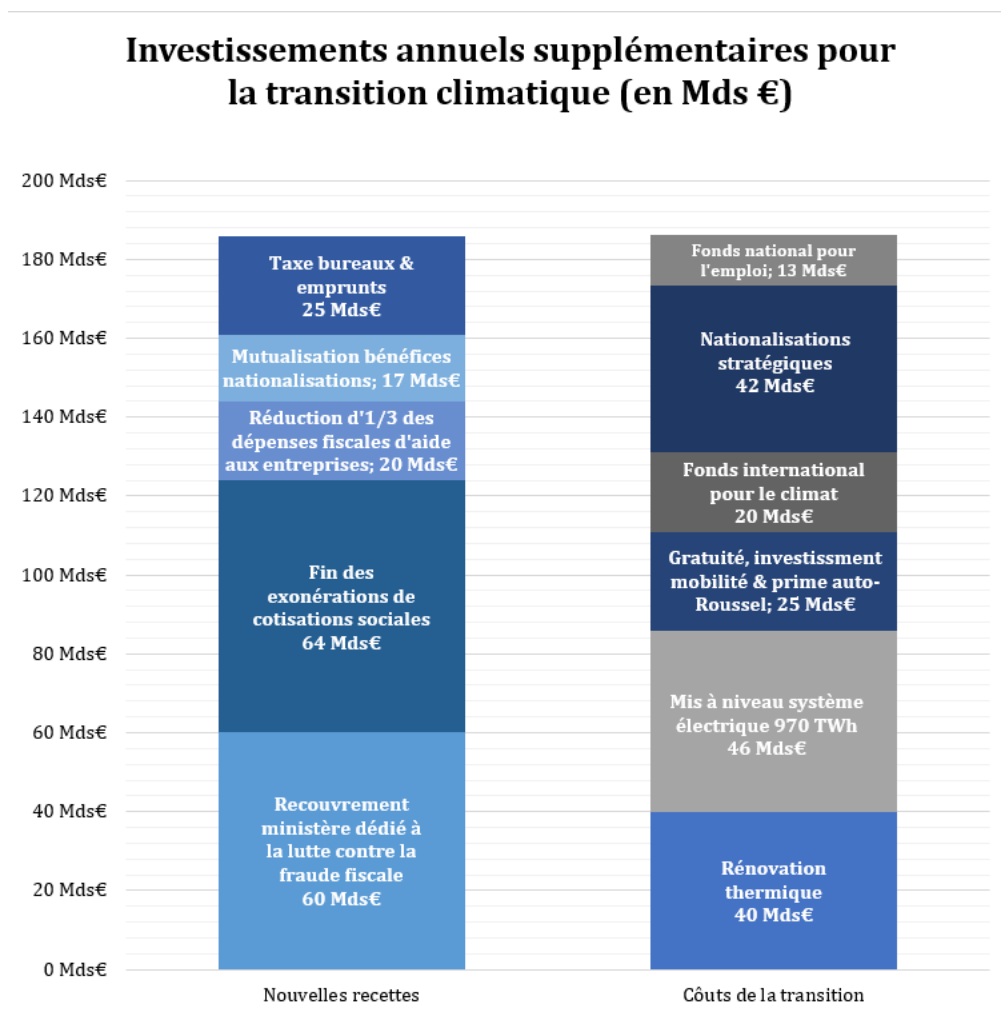 Investissements annuels supplémentaires pour
la transition climatique (en Mds €)
200 Mds€
180 Mds€
160 Mds€
140 Mds€
120 Mds€
100 Mds€
80 Mds€
60 Mds€
40 Mds€
20 Mds€
0 Mds€
Taxe bureaux &
emprunts
25 Mds€
Mutualisation bénéfices
nationalisations; 17 Mds€
Réduction d'1/3 des
dépenses fiscales d'aide
aux entreprises; 20 Mds€
Fin des
exonérations de
cotisations sociales
64 Mds€
Recouvrement
ministère dédié à
la lutte contre la
fraude fiscale
60 Mds€
Fonds national pour
l'emploi; 13 Mds€
Nationalisations
stratégiques
42 Mds€
Fonds international
pour le climat
20 Mds€
Gratuité, investissment
mobilité & prime auto-
Roussel; 25 Mds€
Mis à niveau système
électrique 970 TWh
46 Mds€
Rénovation
thermique
40 Mds€
Nouvelles recettes
Côuts de la transition